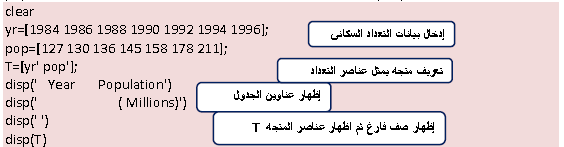 clear
yr=[1984 1986 1988 1990 1992 1994 1996];
إدخال بيانات التعداد السكانى
pop=[127 130 136 145 158 178 211];
T=[yr' pop'];
تعريف متجه يمثل عناصر التعداد
disp(' Year Population')
إظهار عناوين الجدول
disp(' ( Millions)')
disp(' ')
إظهار صف فارغ ثم اظهار عناصر المتجه T
disp(T)